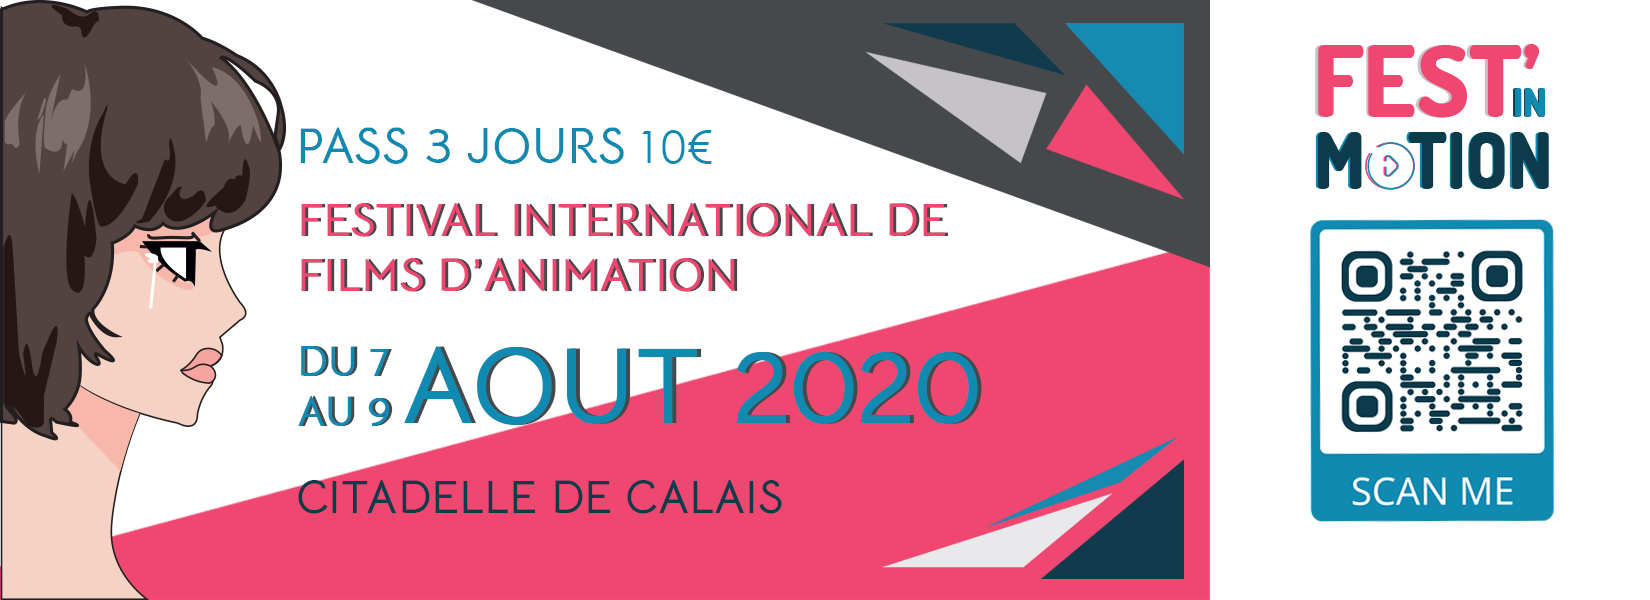 PASS 3 JOURS 10€
FESTIVAL INTERNATIONAL DE
FILMS D'ANIMATION
DU 7
AU 9 AOUT 2020
CITADELLE DE CALAIS
FEST'
IN
MOTION
SCAN ME